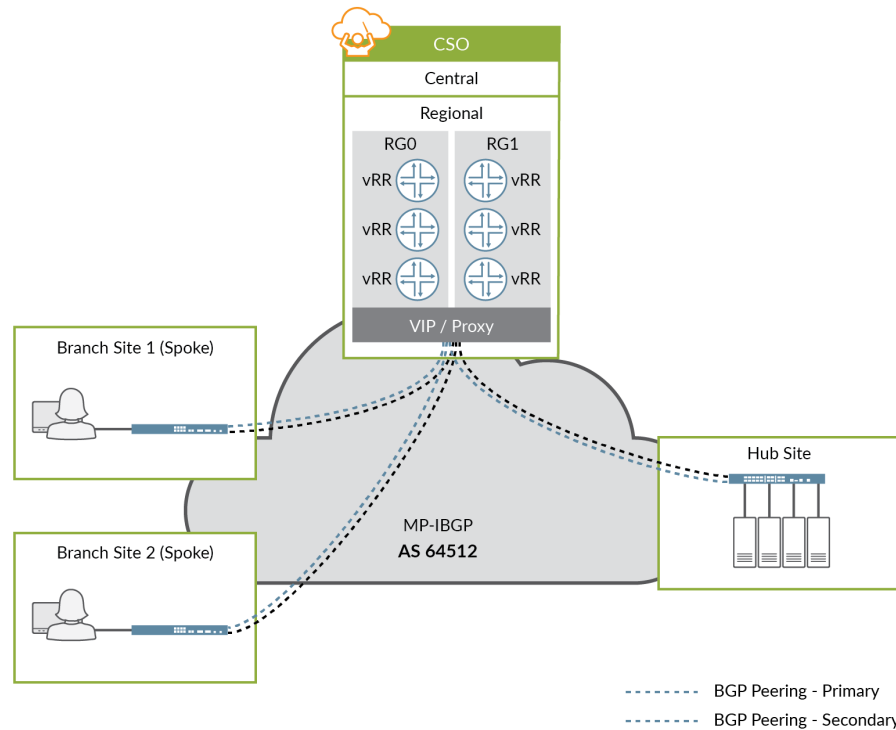 CSO
Central
Regional
RG0
RG1
vRR
vRR
vRR
vRR
vRR
vRR
VIP / Proxy
Branch Site 1 (Spoke)
Hub Site
MP-IBGP
AS 64512
Branch Site 2 (Spoke)
BGP Peering - Primary
BGP Peering - Secondary